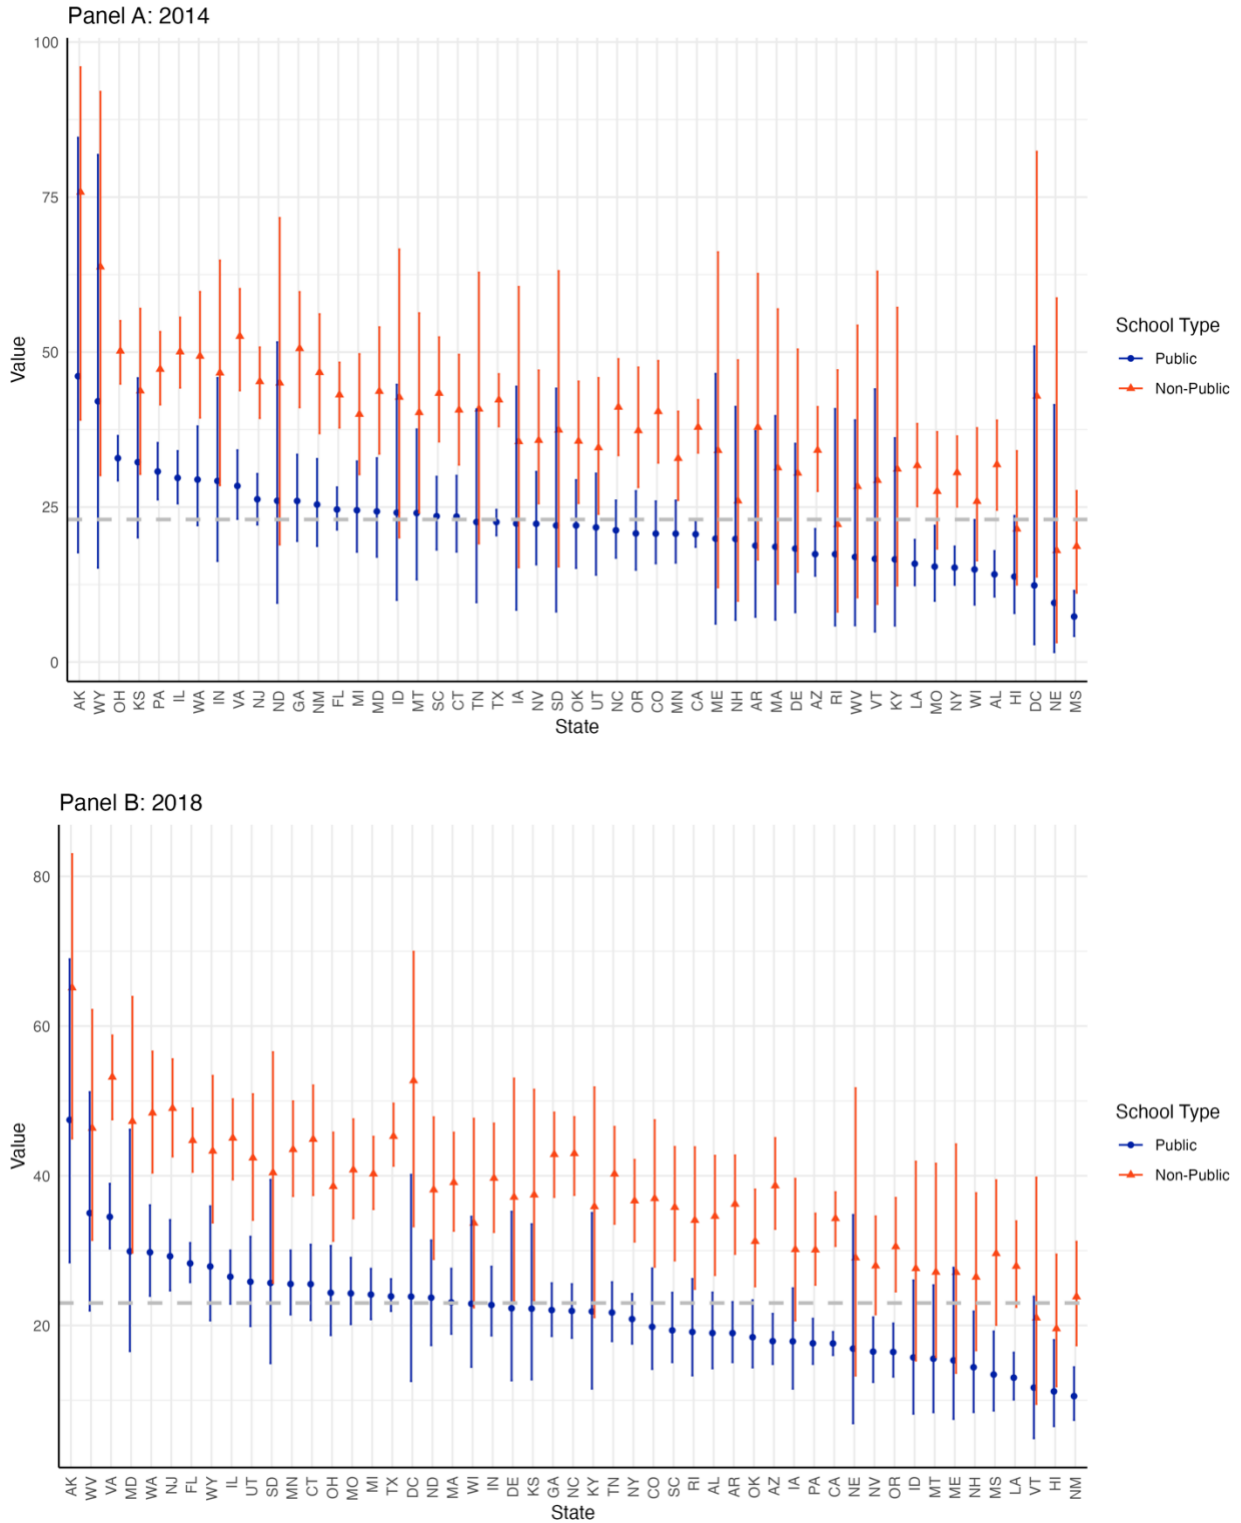 Panel A: 2014
100
75
50
25
0
Value
AK WY OH KS PA IL WA IN VA NJ ND GA NM FL MI MD ID MT SC CT TN TX IA NV SD OK UT NC OR CO MN CA ME NH AR MA DE AZ RI WV VT KY LA MO NY WI AL HI DC NE MS
State
School Type
Public
Non-Public
Panel B: 2018
80
60
40
20
Value
AK WV VA MD WA NJ FL WY IL UT SD MN CT OH MO MI TX DC ND MA WI IN DE KS GA NC KY TN NY CO SC RI AL AR OK AZ IA PA CA NE NV OR ID MT ME NH MS LA VT HI NM
State
School Type
Public
Non-Public